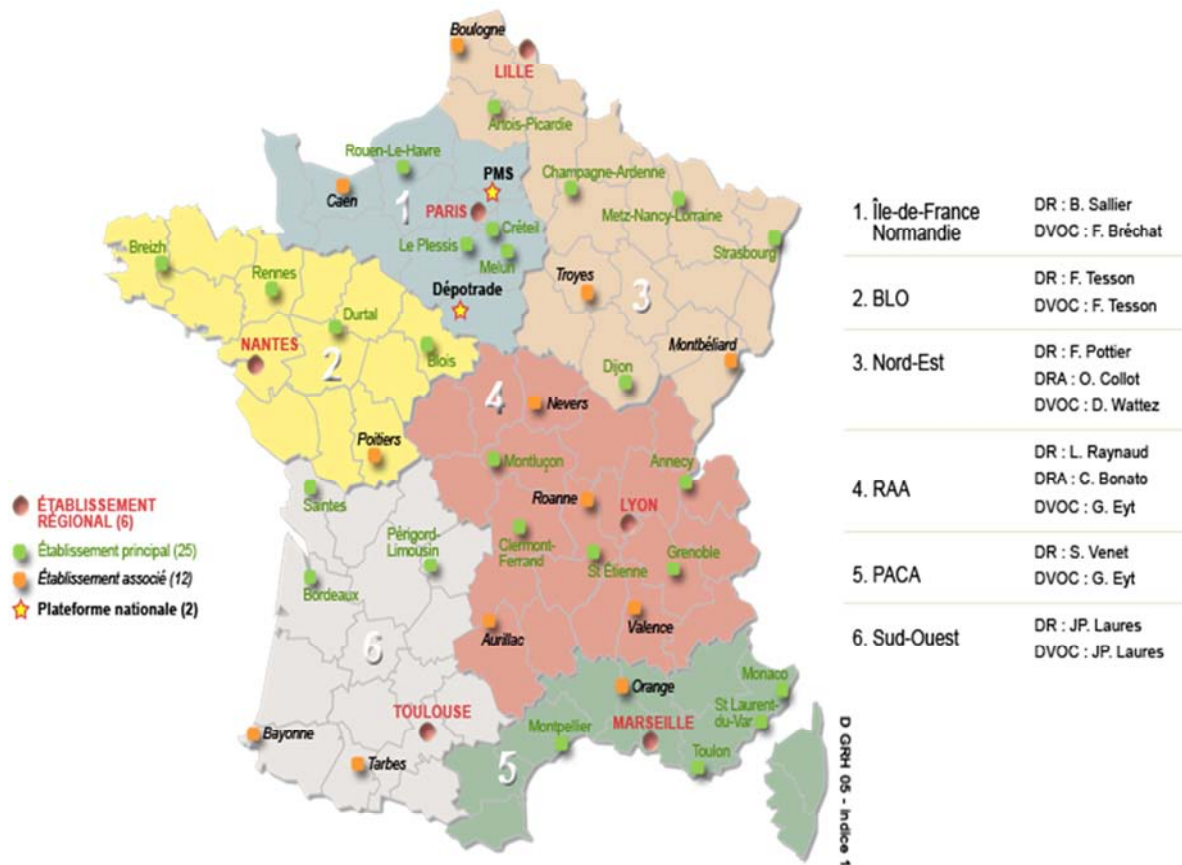 Boulogne
LILLE
Artois-Picardie
Rouen-Le-Havre
PMS
Champagne-Ardenne
Caen
1
PARIS
Créteil
Metz-Nancy-Lorraine
Le Plessis
Melun
Strasbourg
Breizh
Rennes
Dépotrade
Troyes
3
Durtal
NANTES
2
Blois
Montbéliard
Dijon
4
Nevers
Poitiers
Montluçon
Annecy
Saintes
Roanne
LYON
Périgord-
Limousin
Clermont-
Ferrand
St Étienne
Grenoble
Bordeaux
Aurillac
Valence
6
Orange
Monaco
St Laurent-
du-Var
TOULOUSE
Montpellier
MARSEILLE
Bayonne
Tarbes
Toulon
5
ÉTABLISSEMENT
RÉGIONAL (6)
Établissement principal (25)
Établissement associé (12)
Plateforme nationale (2)
1. Île-de-France
Normandie
DR : B. Sallier
DVOC : F. Bréchat
2. BLO
DR : F. Tesson
DVOC : F. Tesson
3. Nord-Est
DR : F. Pottier
DRA : O. Collot
DVOC : D. Wattez
4. RAA
DR : L. Raynaud
DRA : C. Bonato
DVOC : G. Eyt
5. PACA
DR : S. Venet
DVOC : G. Eyt
6. Sud-Ouest
DR : JP. Laures
DVOC : JP. Laures
D GRH 05 - Indice 1